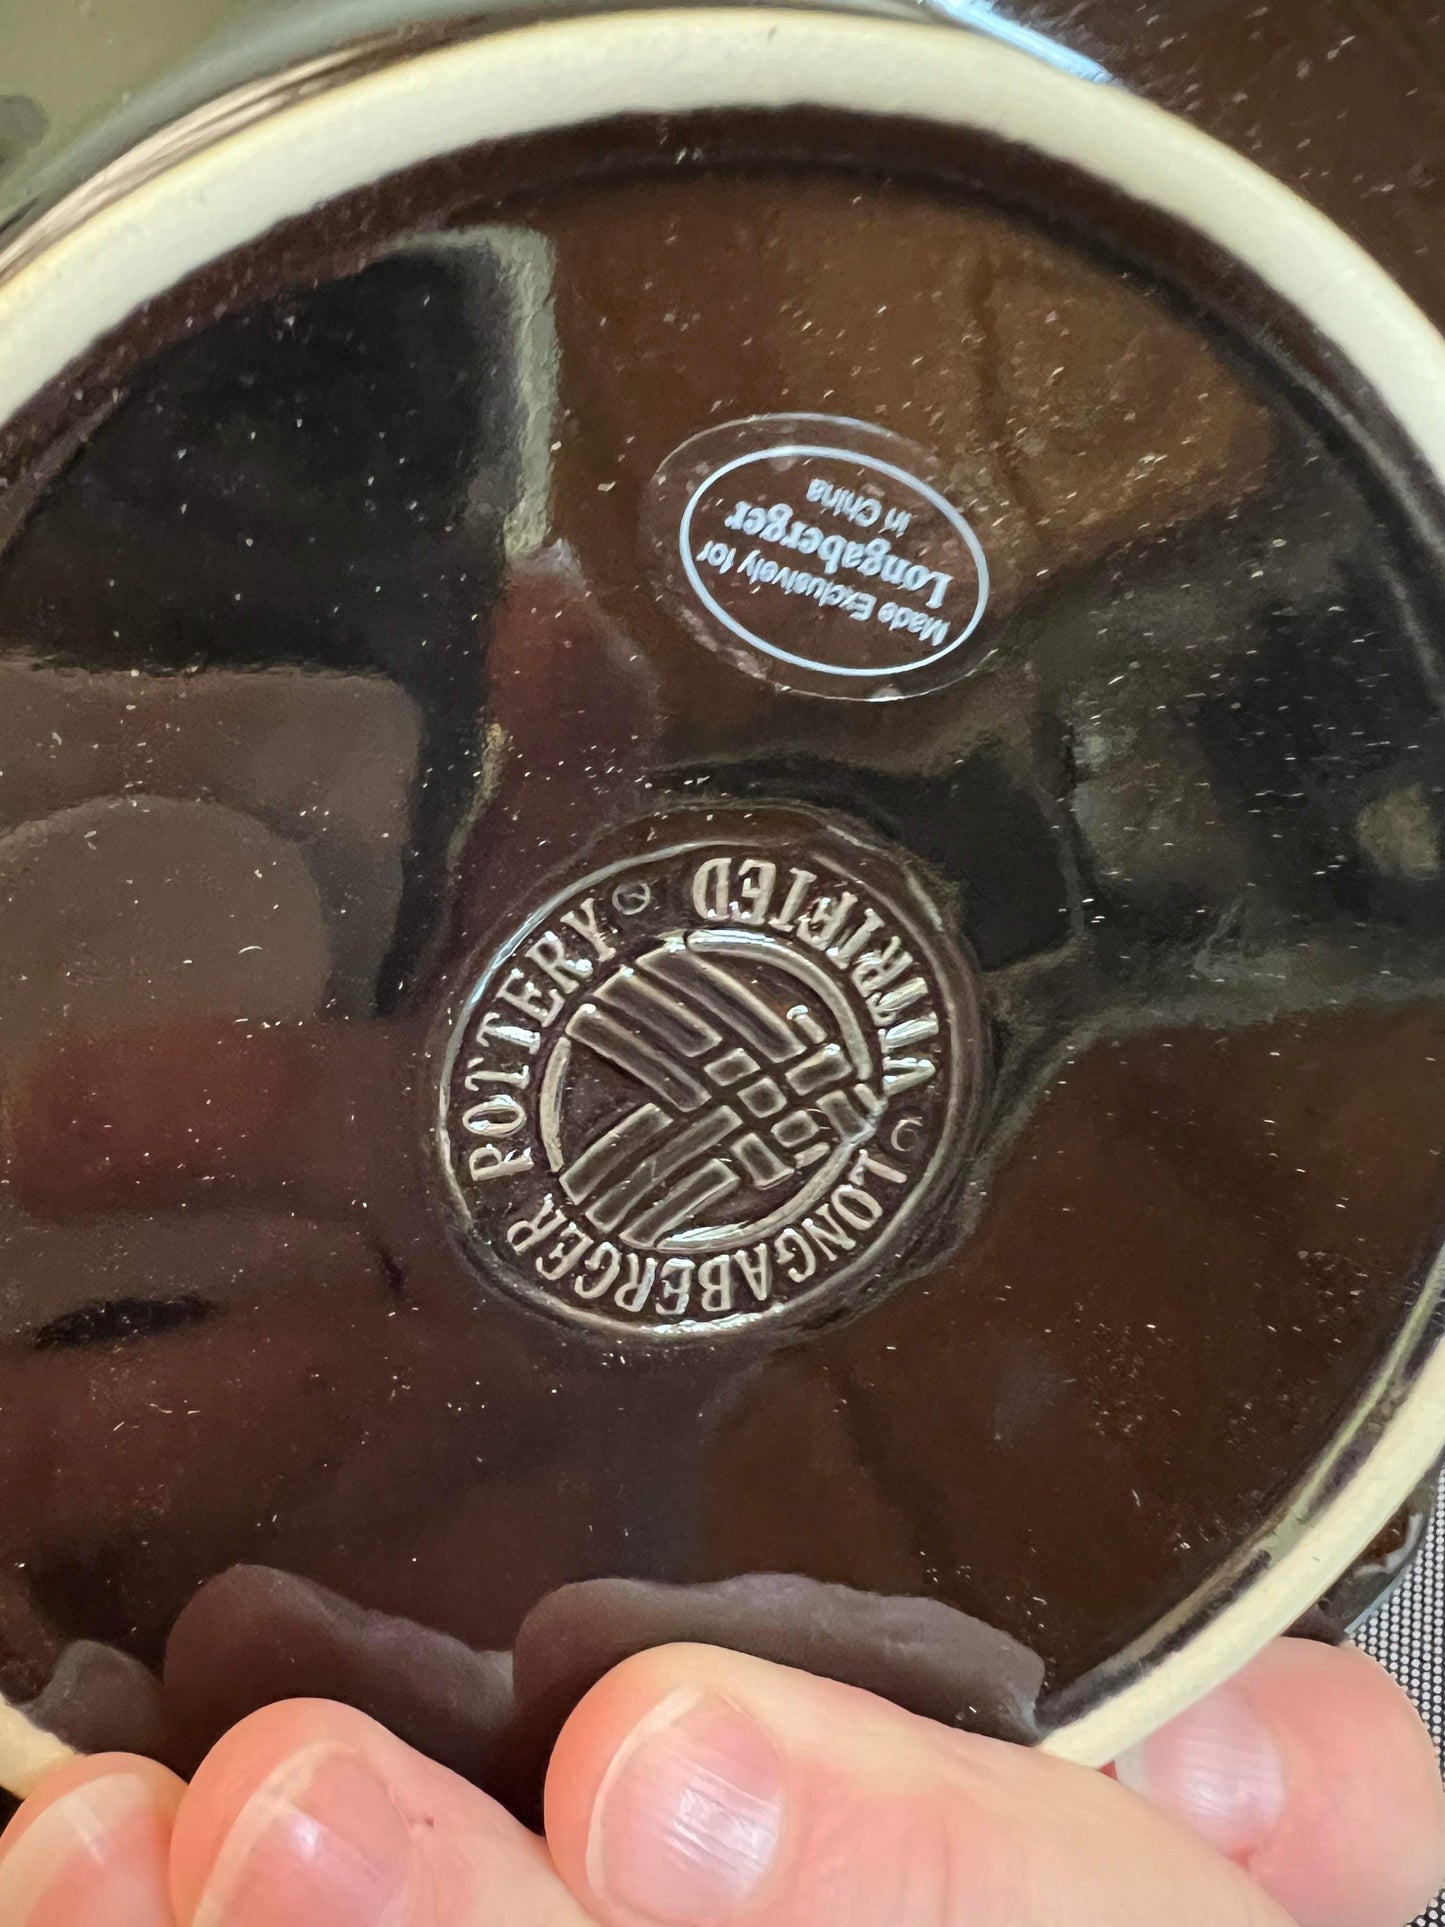 Made Exclusively for
Longaberger
in China
LONGABERGER POTTERY
VITRIFIED